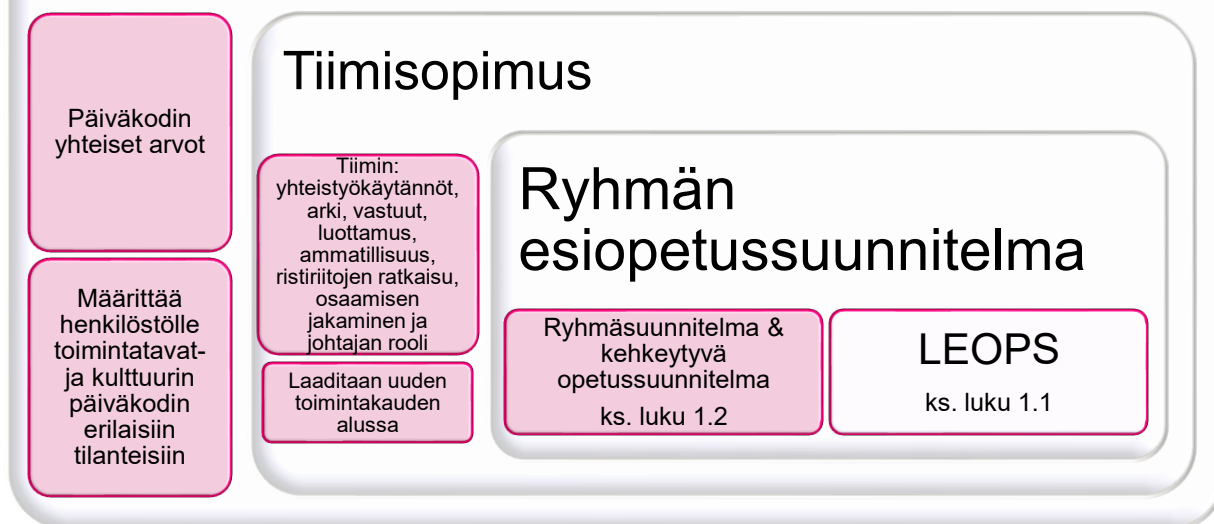 Päiväkodin
yhteiset arvot
Määrittää
henkilöstölle
toimintatavat-
ja kulttuurin
päiväkodin
erilaisiin
tilanteisiin
Tiimisopimus
Tiimin:
yhteistyökäytännöt,
arki, vastuut,
luottamus,
ammatillisuus,
ristiriitojen ratkaisu,
osaamisen
jakaminen ja
johtajan rooli
Laaditaan uuden
toimintakauden
alussa
Ryhmän
esiopetussuunnitelma
Ryhmäsuunnitelma &
kehkeytyvä
opetussuunnitelma
ks. luku 1.2
LEOPS
ks. luku 1.1